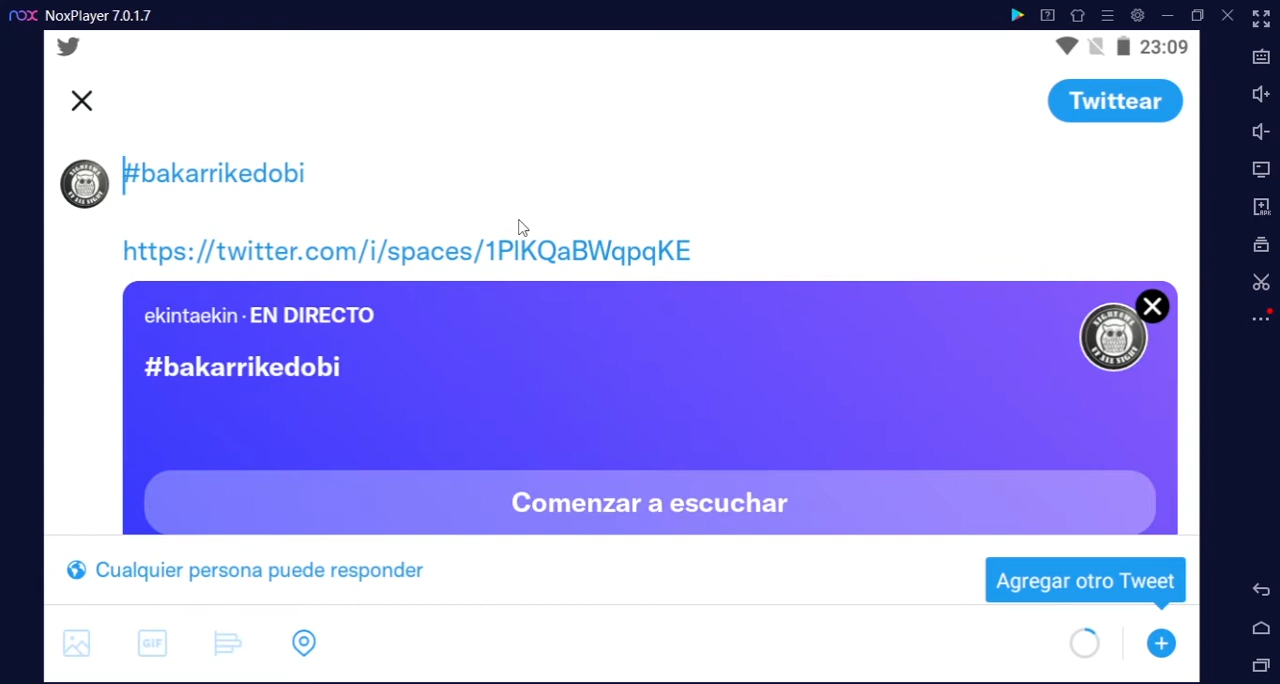 nox NoxPlayer 7.0.1.7
23:09
Twittear
#bakarrikedobi
https://twitter.com/i/spaces/1PlKQaBWqpqKE
ekintaekin · EN DIRECTO
#bakarrikedobi
Comenzar a escuchar
Cualquier persona puede responder
Agregar otro Tweet
GIF